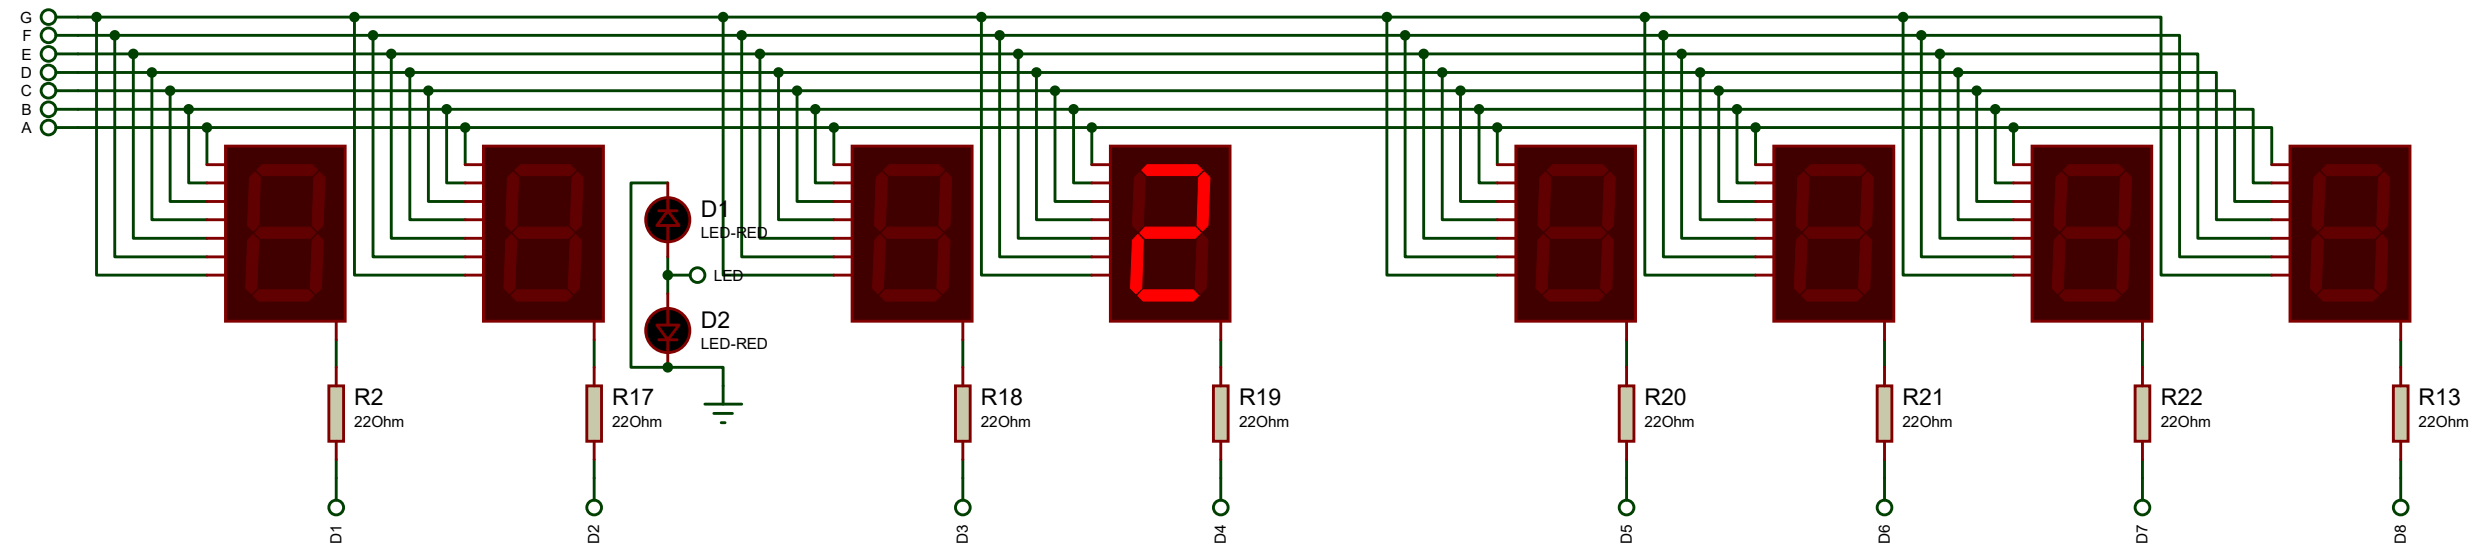 G
F
E
D
C
B
A
D1
LED-RED
LED
D2
LED-RED
2
R2
22Ohm
R17
22Ohm
R18
22Ohm
R19
22Ohm
R20
22Ohm
R21
22Ohm
R22
22Ohm
R13
22Ohm
D1
D2
D3
D4
D5
D6
D7
D8